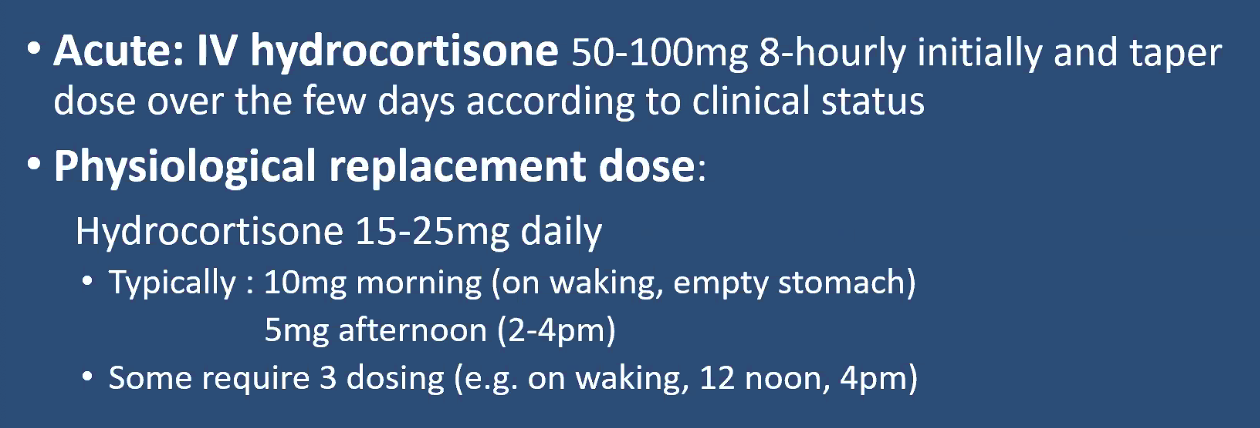 • Acute: IV hydrocortisone 50-100mg 8-hourly initially and taper
dose over the few days according to clinical status
• Physiological replacement dose:
Hydrocortisone 15-25mg daily
• Typically : 10mg morning (on waking, empty stomach)
5mg afternoon (2-4pm)
• Some require 3 dosing (e.g. on waking, 12 noon, 4pm)